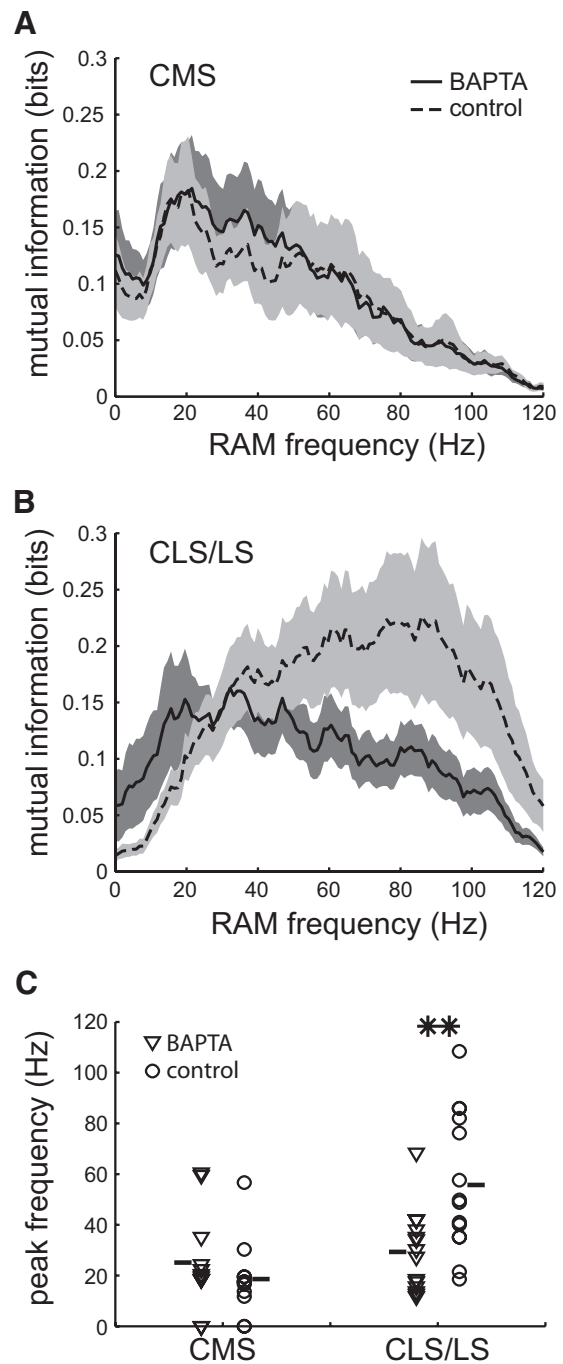 A
mutual information (bits)
0.3
0.25
0.2
0.15
0.1
0.05
0
CMS
BAPTA
control
0 20 40 60 80 100 120
RAM frequency (Hz)
B
mutual information (bits)
0.3
0.25
0.2
0.15
0.1
0.05
0
CLS/LS
0 20 40 60 80 100 120
RAM frequency (Hz)
C
peak frequency (Hz)
120
100
80
60
40
20
0
BAPTA
control
**
CMS CLS/LS